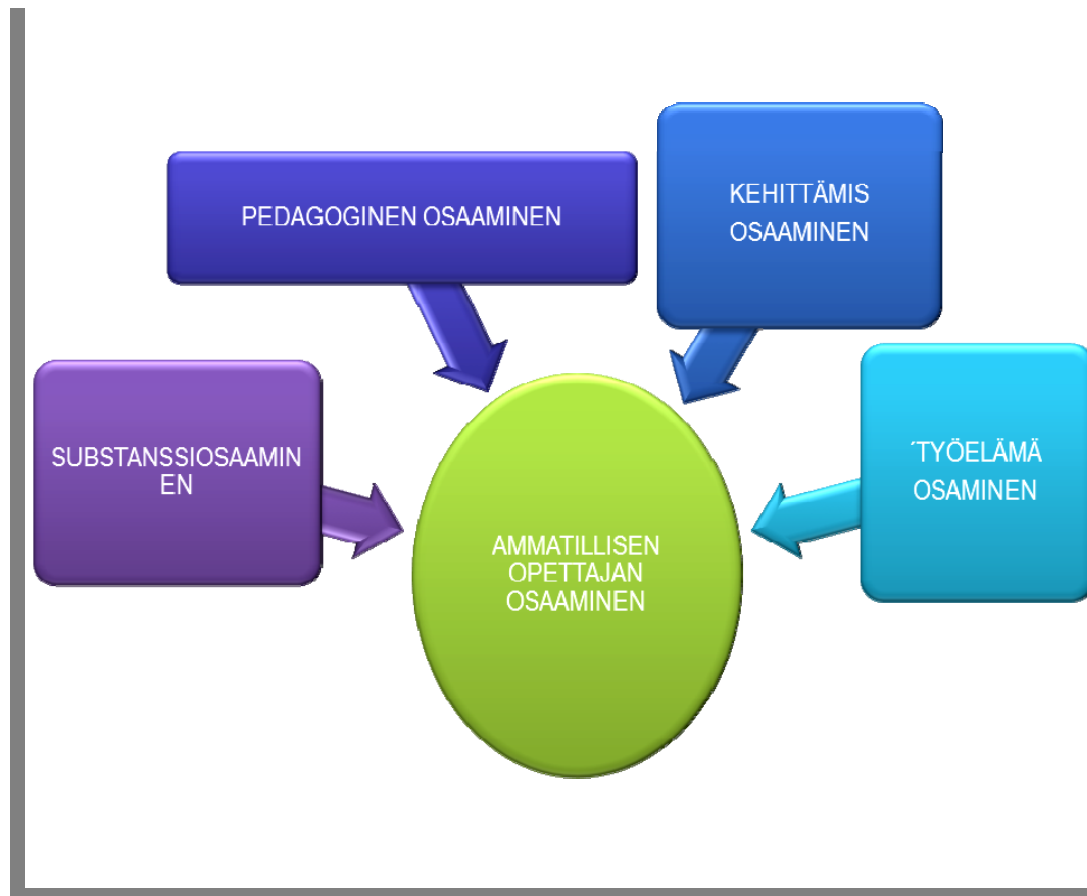 PEDAGOGINEN OSAAMINEN
KEHITTÄMIS
OSAAMINEN
SUBSTANSSIOSAAMIN
EN
´TYÖELÄMÄ
OSAMINEN
AMMATILLISEN
OPETTAJAN
OSAAMINEN